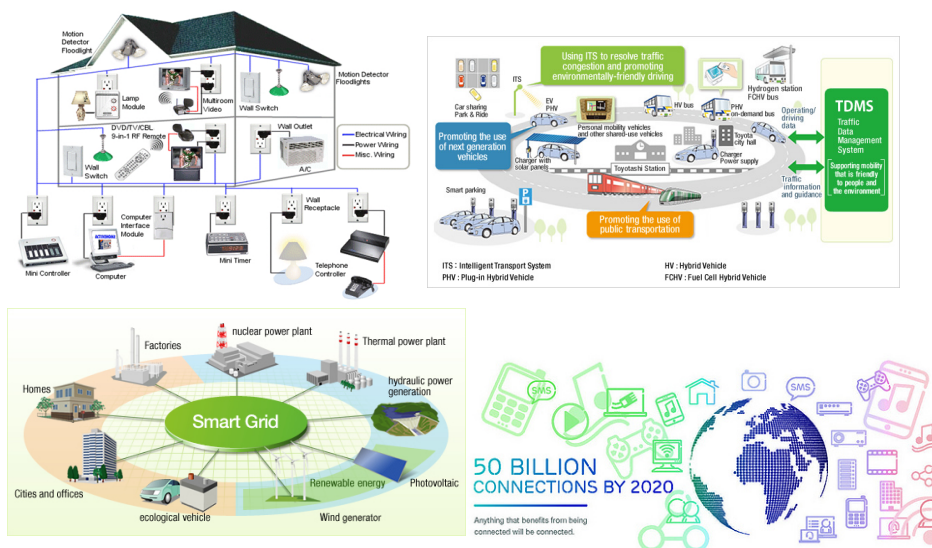 Motion
Detector
Floodlight
Lamp
Module
Multiroom
Video
Wall Switch
Motion Detector
Floodlights
DVD/TV/CBL
9-in-1 RF Remote
Wall
Switch
Wall Outlet
A/C
Electrical Wiring
Power Wiring
Misc. Wiring
Mini Controller
Computer
Computer
Interface
Module
Mini Timer
Wall
Receptacle
Telephone
Controller
Using ITS to resolve traffic
congestion and promoting
environmentally-friendly driving
Car sharing
Park & Ride
ITS
EV
PHV
Personal mobility vehicles
and other shared-use vehicles
HV bus
PHV
on-demand bus
Hydrogen station
FCHV bus
Operating/
driving
data
Promoting the use
of next generation
vehicles
Charger with
solar panels
Toyotashi Station
Toyota
city hall
Charger
Power supply
Smart parking
P
Promoting the use of
public transportation
Traffic
information
and guidance
TDMS
Traffic
Data
Management
System
Supporting mobility
that is friendly
to people and
the environment
ITS : Intelligent Transport System
PHV : Plug-in Hybrid Vehicle
HV : Hybrid Vehicle
FCHV : Fuel Cell Hybrid Vehicle
Factories
nuclear power plant
Thermal power plant
Homes
hydraulic power
generation
Smart Grid
Cities and offices
ecological vehicle
Renewable energy
Photovoltaic
Wind generator
SMS
SMS
50 BILLION
CONNECTIONS BY 2020
Anything that benefits from being
connected will be connected.